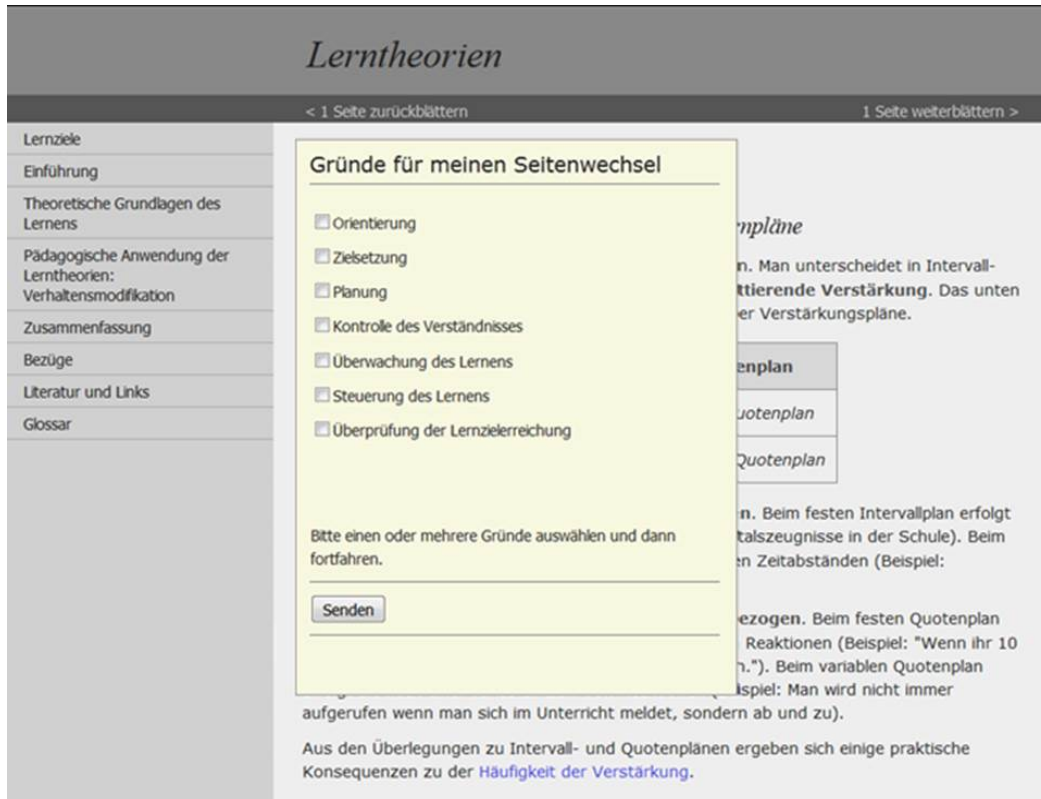 Lerntheorien
< 1 Seite zurückblättern
1 Seite weiterblättern >
Lernziele
Einführung
Theoretische Grundlagen des
Lernens
Pädagogische Anwendung der
Lerntheorien:
Verhaltensmodifikation
Zusammenfassung
Bezüge
Literatur und Links
Glossar
Gründe für meinen Seitenwechsel
Orientierung
Zielsetzung
Planung
Kontrolle des Verständnisses
Überwachung des Lernens
Steuerung des Lernens
Überprüfung der Lernzielerreichung
Bitte einen oder mehrere Gründe auswählen und dann
fortfahren.
Senden
npläne
n. Man unterscheidet in Intervall-
ttierende Verstärkung. Das unten
er Verstärkungspläne.
enplan
uotenplan
Quotenplan
n. Beim festen Intervallplan erfolgt
talszeugnisse in der Schule). Beim
en Zeitabständen (Beispiel:
ezogen. Beim festen Quotenplan
Reaktionen (Beispiel: "Wenn ihr 10
n."). Beim variablen Quotenplan
ispiel: Man wird nicht immer
aufgerufen wenn man sich im Unterricht meldet, sondern ab und zu).
Aus den Überlegungen zu Intervall- und Quotenplänen ergeben sich einige praktische
Konsequenzen zu der Häufigkeit der Verstärkung.